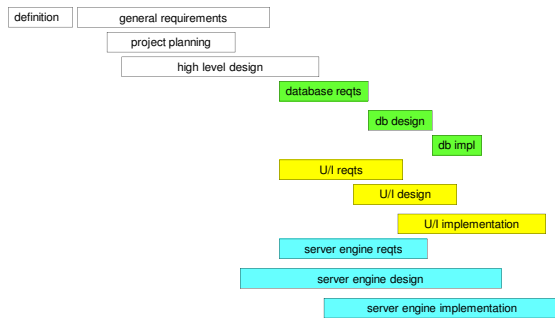 definition
general requirements
project planning
high level design
database reqts
db design
db impl
U/I reqts
U/I design
U/I implementation
server engine reqts
server engine design
server engine implementation